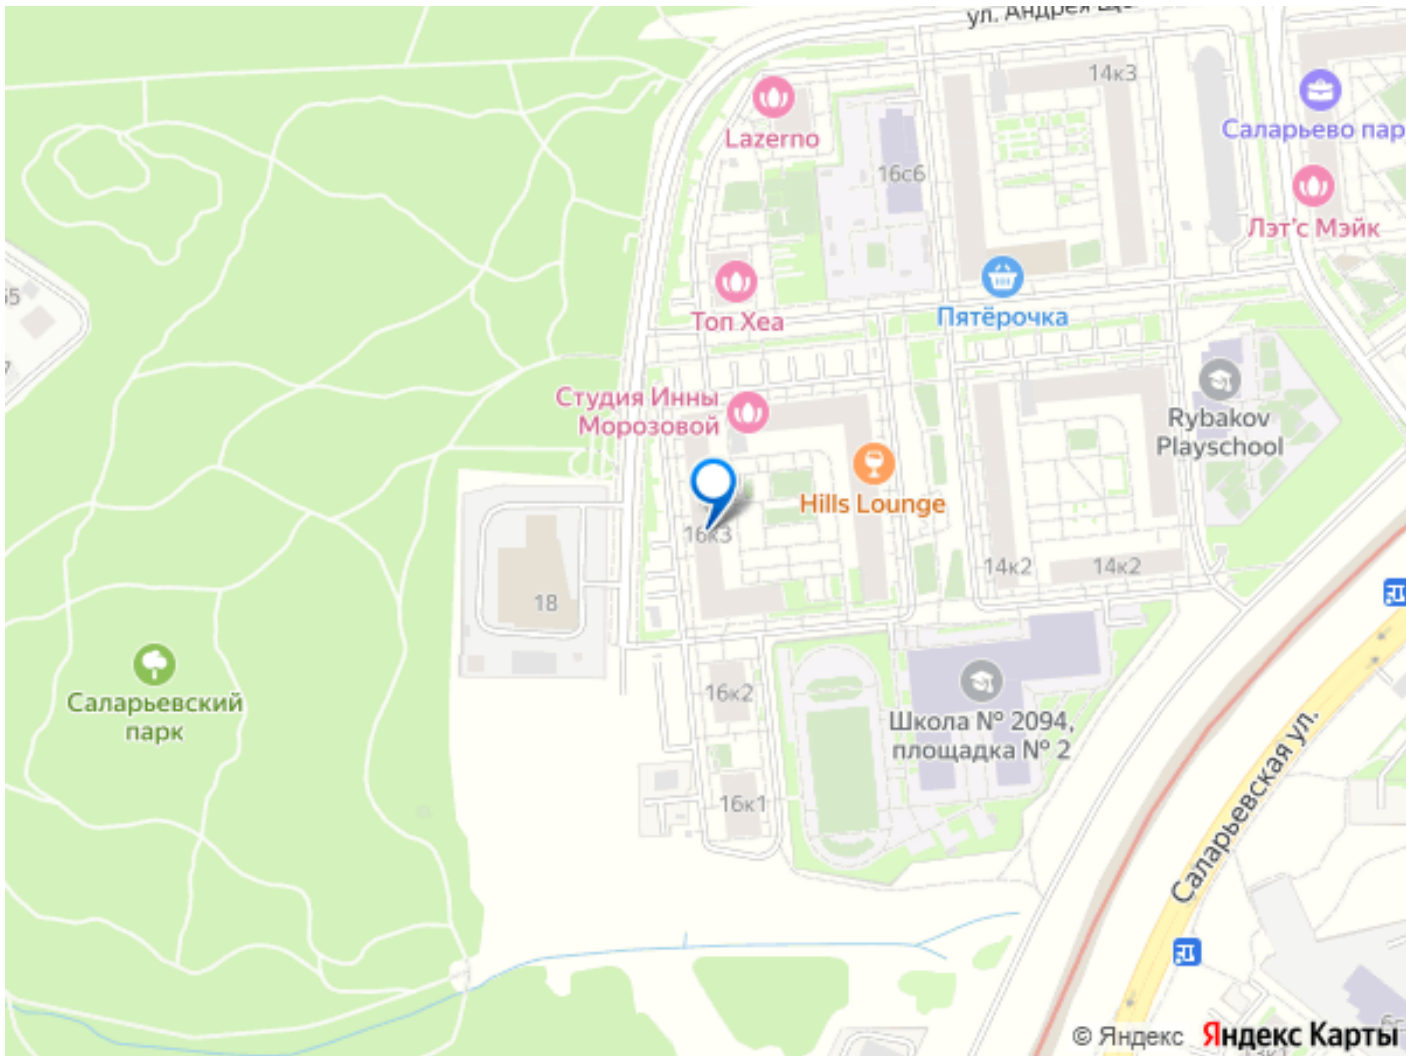 ул. Андрея
14к3
Lazerno
Саларьево пар
16с6
Лэт'с Мэйк
55
Топ Хеа
Пятёрочка
7
Студия Инны
Морозовой
Rybakov
Playschool
Hills Lounge
16к3
14к2
14к2
18
Саларьевский
парк
16к2
Школа № 2094,
площадка № 2
Саларьевская ул.
16к1
© Яндекс Яндекс Карты